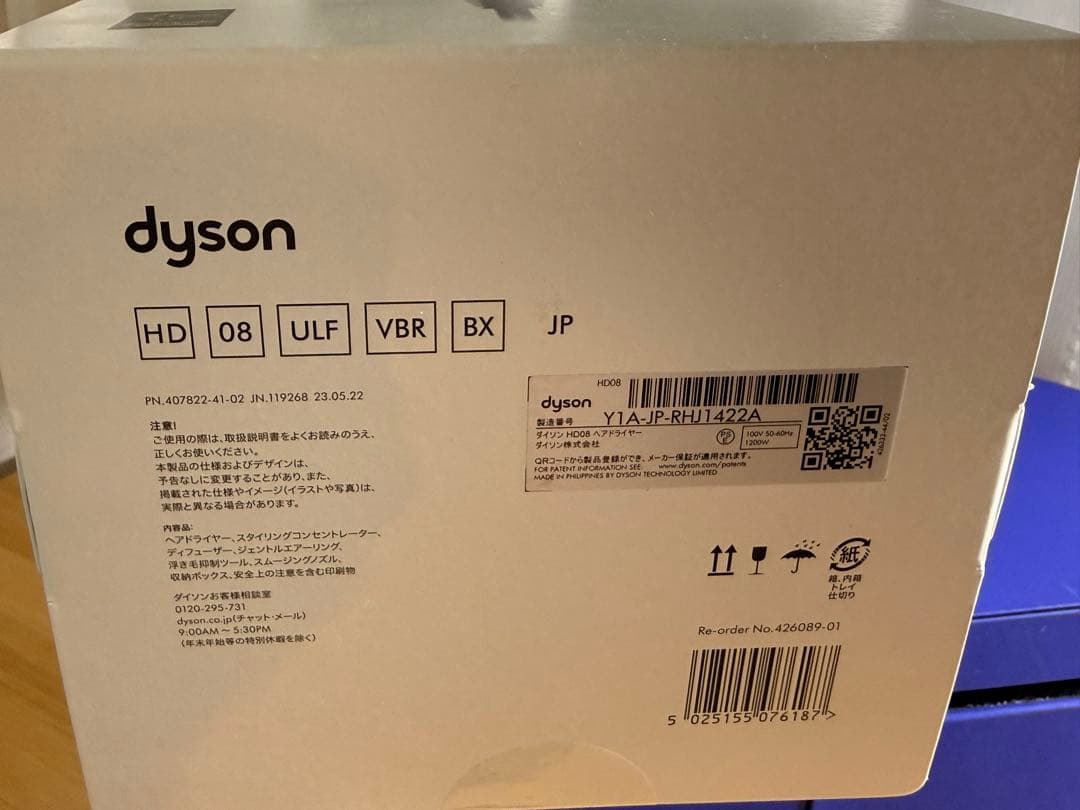 dyson
HD 08 ULF VBR BX JP
PN.407822-41-02 JN.119268 23.05.22
注意!
ご使用の際は、取扱説明書をよくお読みのうえ、
正しくお使いください。
本製品の仕様およびデザインは、
予告なしに変更することがあり、また、
掲載された仕様やイメージ(イラストや写真)は、
実際と異なる場合があります。
内容品:
ヘアドライヤー、スタイリングコンセントレーター、
ディフューザー、ジェントルエアーリング、
浮き毛抑制ツール、スムージングノズル、
収納ボックス、安全上の注意を含む印刷物
ダイソンお客様相談室
0120-295-731
dyson.co.jp(チャット・メール)
9:00AM ~ 5:30PM
(年末年始等の特別休暇を除く)
HD08
dyson
製造番号 Y1A-JP-RHJ1422A
ダイソン HD08 ヘアドライヤー
ダイソン株式会社
PS E
100V 50-60Hz
1200W
QRコードから製品登録ができ、メーカー保証が適用されます。
FOR PATENT INFORMATION SEE. www.dyson.com/patents
MADE IN PHILIPPINES BY DYSON TECHNOLOGY LIMITED
紙
箱、内箱
トレイ
仕切り
Re-order No.426089-01
5 025155 076187 >